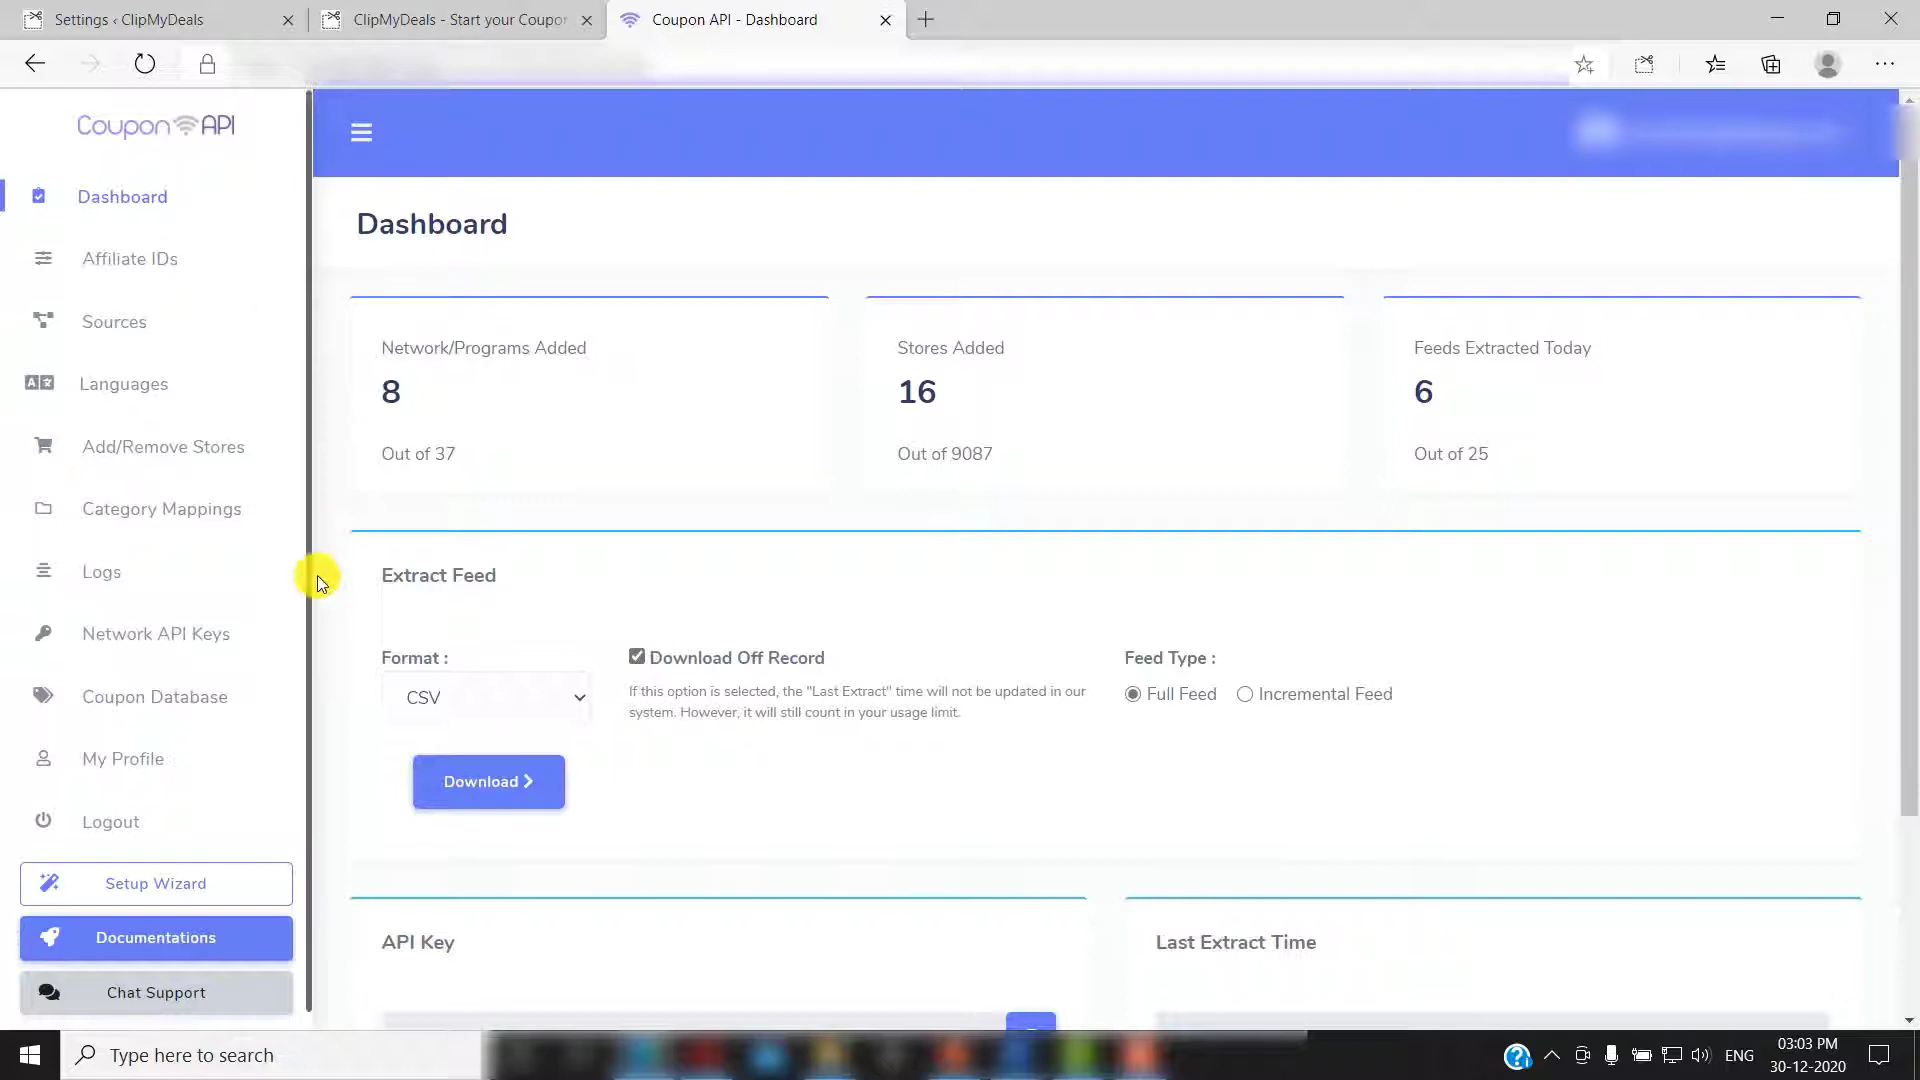 Settings ‹ ClipMyDeals
ClipMyDeals - Start your Coupon
Coupon API - Dashboard
Coupon API
Dashboard
Affiliate IDs
Sources
Languages
Add/Remove Stores
Category Mappings
Logs
Network API Keys
Coupon Database
My Profile
Logout
Setup Wizard
Documentations
Chat Support
Dashboard
Network/Programs Added
8
Out of 37
Stores Added
16
Out of 9087
Feeds Extracted Today
6
Out of 25
Extract Feed
Format :
CSV
Download Off Record
If this option is selected, the "Last Extract" time will not be updated in our
system. However, it will still count in your usage limit.
Feed Type :
Full Feed
Incremental Feed
Download
API Key
Last Extract Time
Type here to search
ENG
03:03 PM
30-12-2020